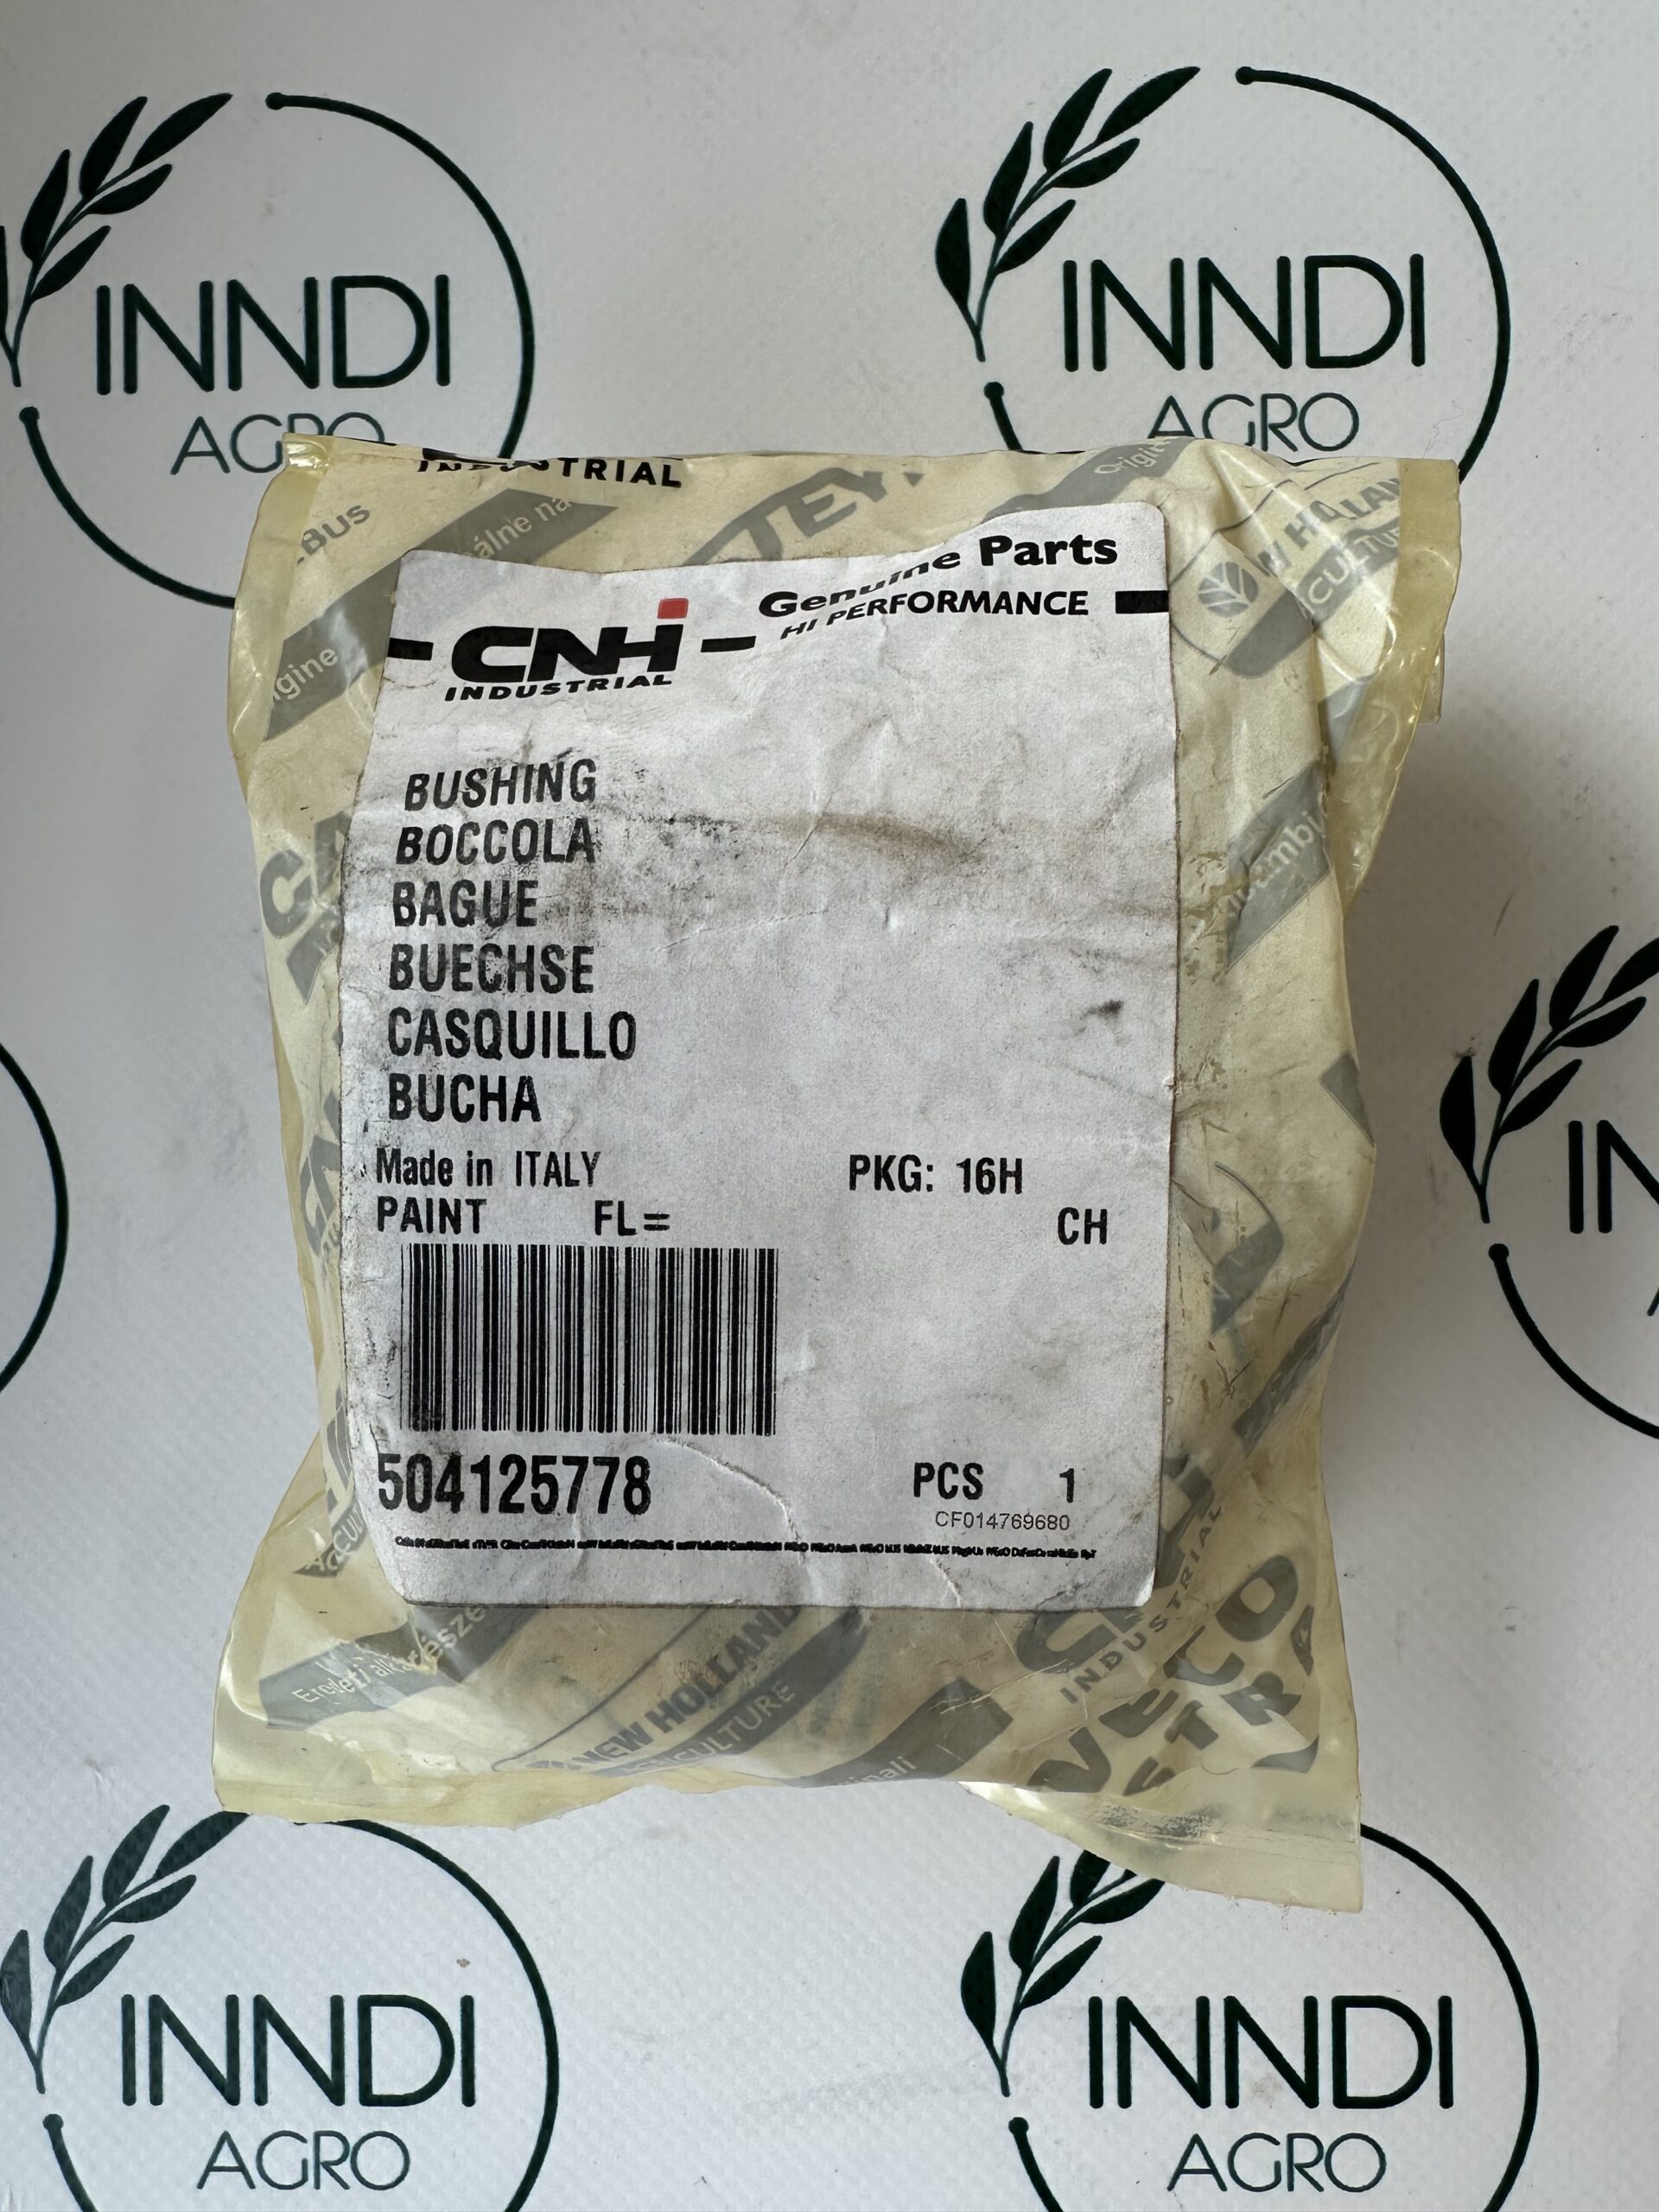 INNDI
AGRO
INNDI
AGRO
INDUSTRIAL
Genuine Parts
HI PERFORMANCE
CNH
INDUSTRIAL
BUSHING
BOCCOLA
BAGUE
BUECHSE
CASQUILLO
BUCHA
Made in ITALY PKG: 16H
PAINT FL= CH
504125778 PCS 1
CF014769680
NEW HOLLAND
INDUSTRIAL
INNDI
AGRO
INNDI
AGRO